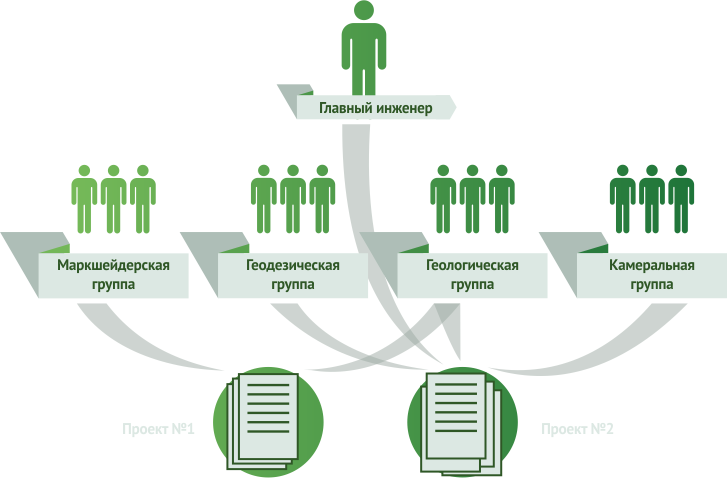 Главный инженер
Маркшейдерская
группа
Геодезическая
группа
Геологическая
группа
Камеральная
группа
Проект №1
Проект №2